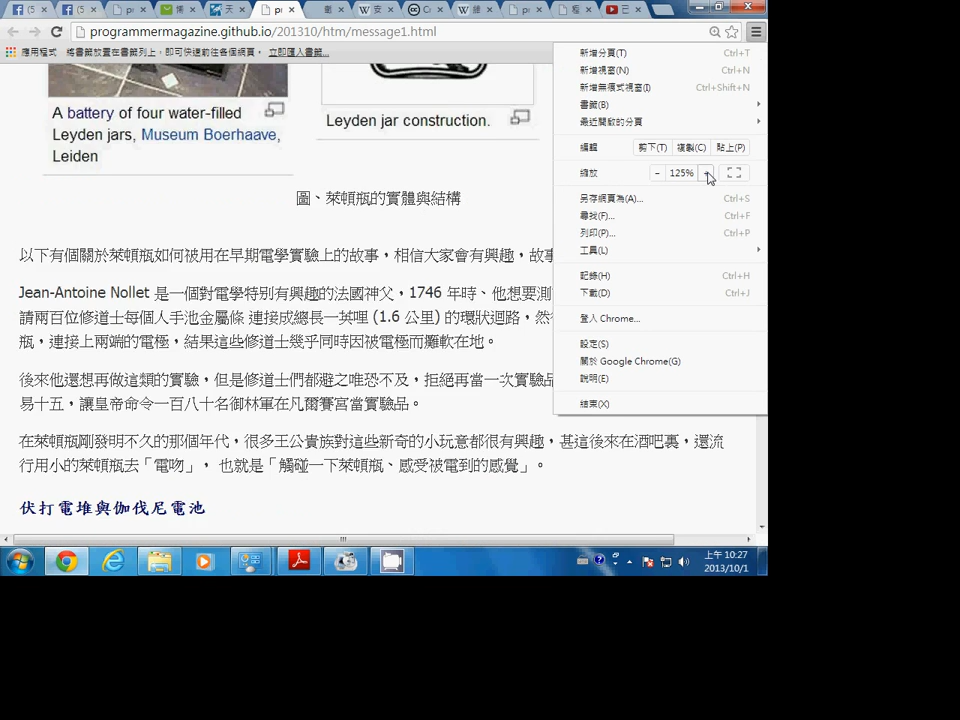 programmermagazine.github.io/201310/htm/message1.html
應用程式 將書籤放置在書籤列上，即可快速前往各個網頁。 立即匯入書籤...
新增分頁(T) Ctrl+T
新增視窗(N) Ctrl+N
新增無痕式視窗(I) Ctrl+Shift+N
書籤(B)
最近開啟的分頁
編輯 剪下(T) 複製(C) 貼上(P)
縮放 - 125%
另存網頁為(A)... Ctrl+S
尋找(F)... Ctrl+F
列印(P)... Ctrl+P
工具(L)
記錄(H) Ctrl+H
下載(D) Ctrl+J
登入 Chrome...
設定(S)
關於 Google Chrome(G)
說明(E)
結束(X)
A battery of four water-filled
Leyden jars, Museum Boerhaave,
Leiden
Leyden jar construction.
圖、萊頓瓶的實體與結構
以下有個關於萊頓瓶如何被用在早期電學實驗上的故事，相信大家會有興趣，故
Jean-Antoine Nollet 是一個對電學特别有興趣的法國神父，1746 年時、他想要測
請兩百位修道士每個人手池金屬條 連接成總長一英哩 (1.6 公里) 的環狀迴路，然
瓶，連接上兩端的電極，結果這些修道士幾乎同時因被電極而攤軟在地。
後來他還想再做這類的實驗，但是修道士們都避之唯恐不及，拒絕再當一次實驗品
易十五，讓皇帝命令一百八十名御林軍在凡爾賽宮當實驗品。
在萊頓瓶剛發明不久的那個年代，很多王公貴族對這些新奇的小玩意都很有興趣，甚這後來在酒吧裏，還流
行用小的萊頓瓶去「電吻」， 也就是「觸碰一下萊頓瓶、感受被電到的感覺」。
伏打電堆與伽伐尼電池
上午 10:27
2013/10/1